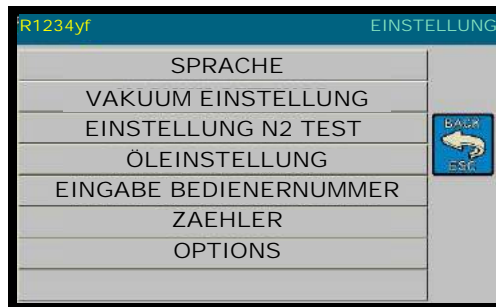 R1234yf EINSTELLUNG
SPRACHE
VAKUUM EINSTELLUNG
EINSTELLUNG N2 TEST
BACK
ÖLEINSTELLUNG
ESC
EINGABE BEDIENERNUMMER
ZAEHLER
OPTIONS